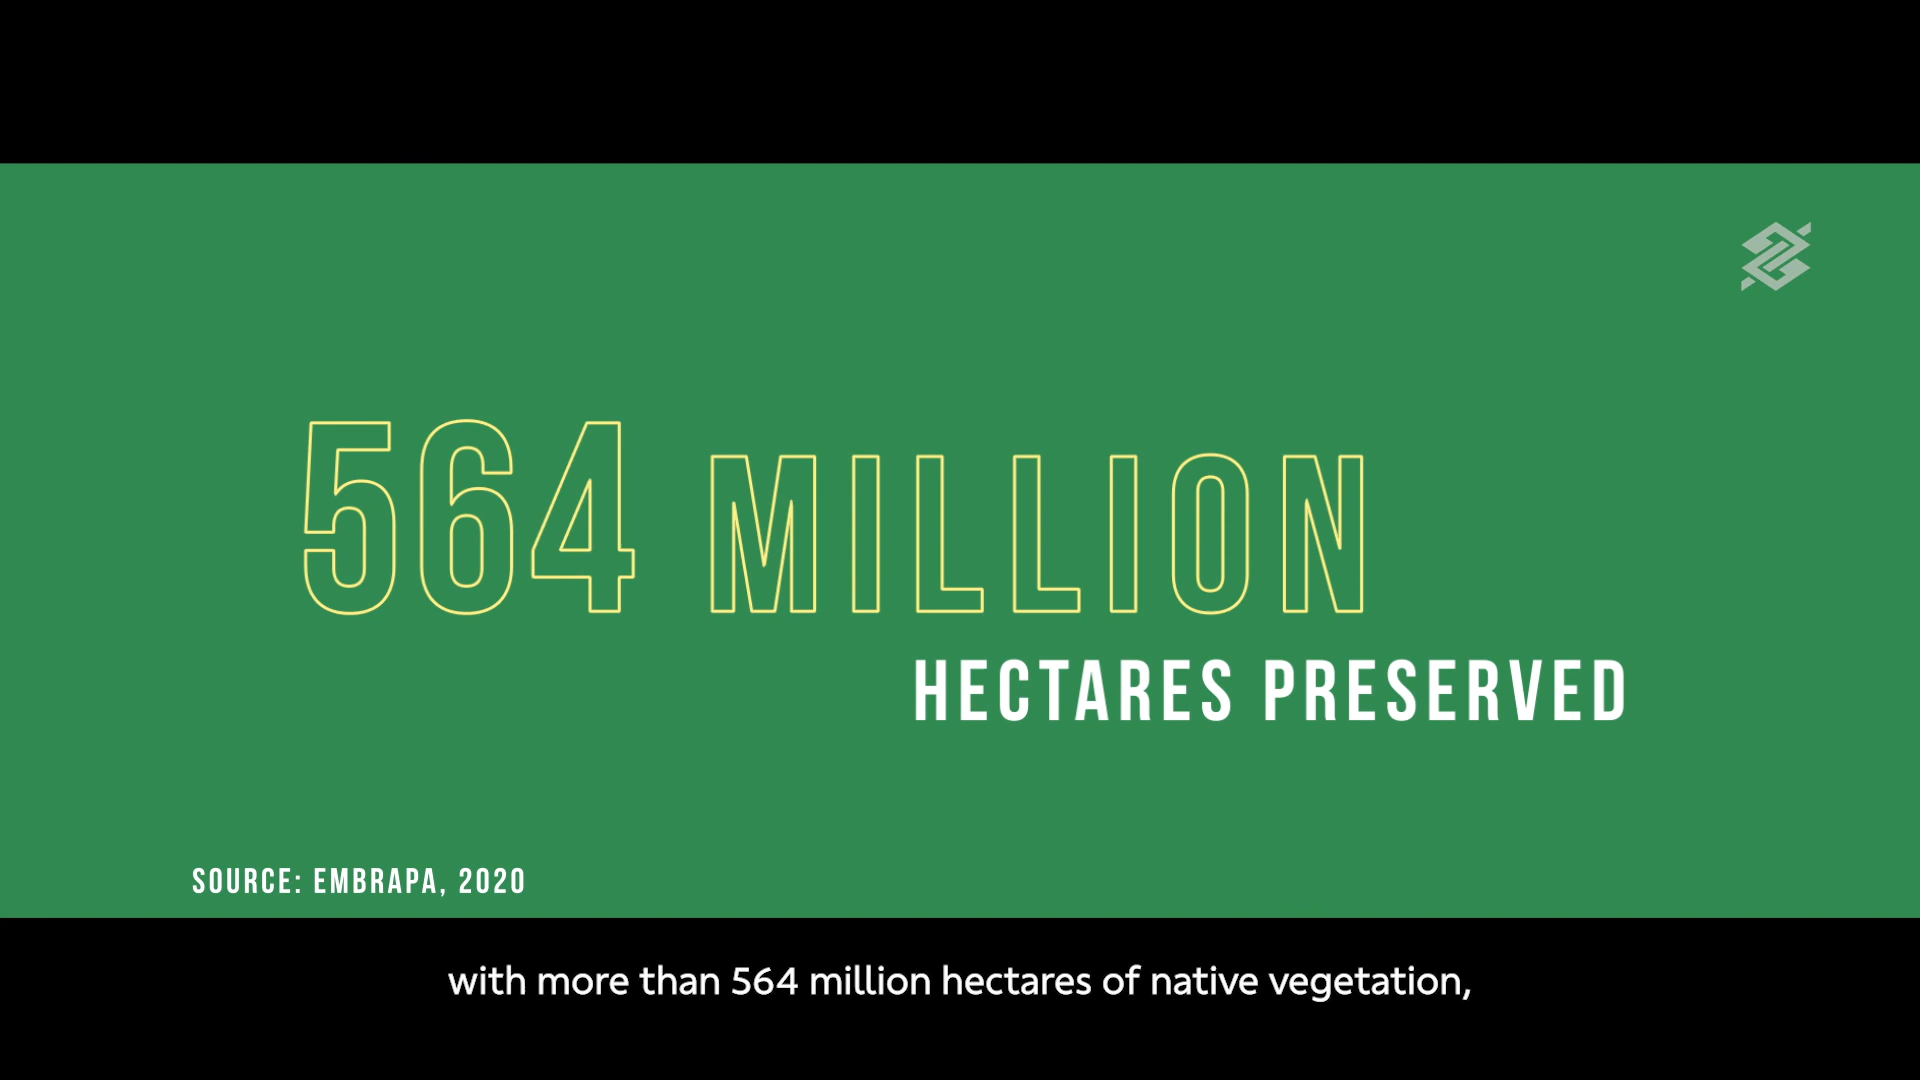 564 MILLION
HECTARES PRESERVED
SOURCE: EMBRAPA, 2020
with more than 564 million hectares of native vegetation,